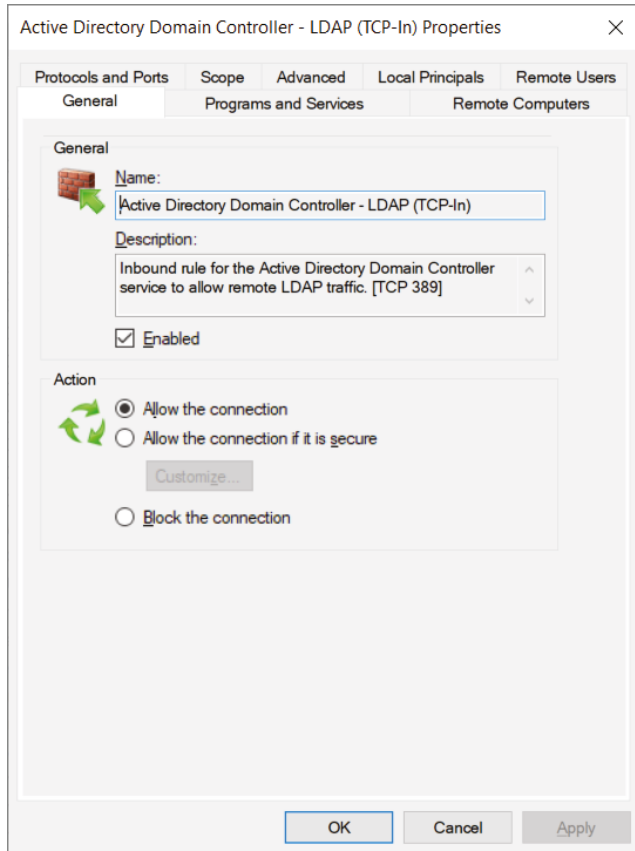 Active Directory Domain Controller - LDAP (TCP-In) Properties
Protocols and Ports Scope Advanced Local Principals Remote Users
General Programs and Services Remote Computers
General
Name:
Active Directory Domain Controller - LDAP (TCP-In)
Description:
Inbound rule for the Active Directory Domain Controller
service to allow remote LDAP traffic. [TCP 389]
Enabled
Action
Allow the connection
Allow the connection if it is secure
Customize...
Block the connection
OK Cancel Apply